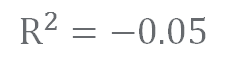 R² = −0.05